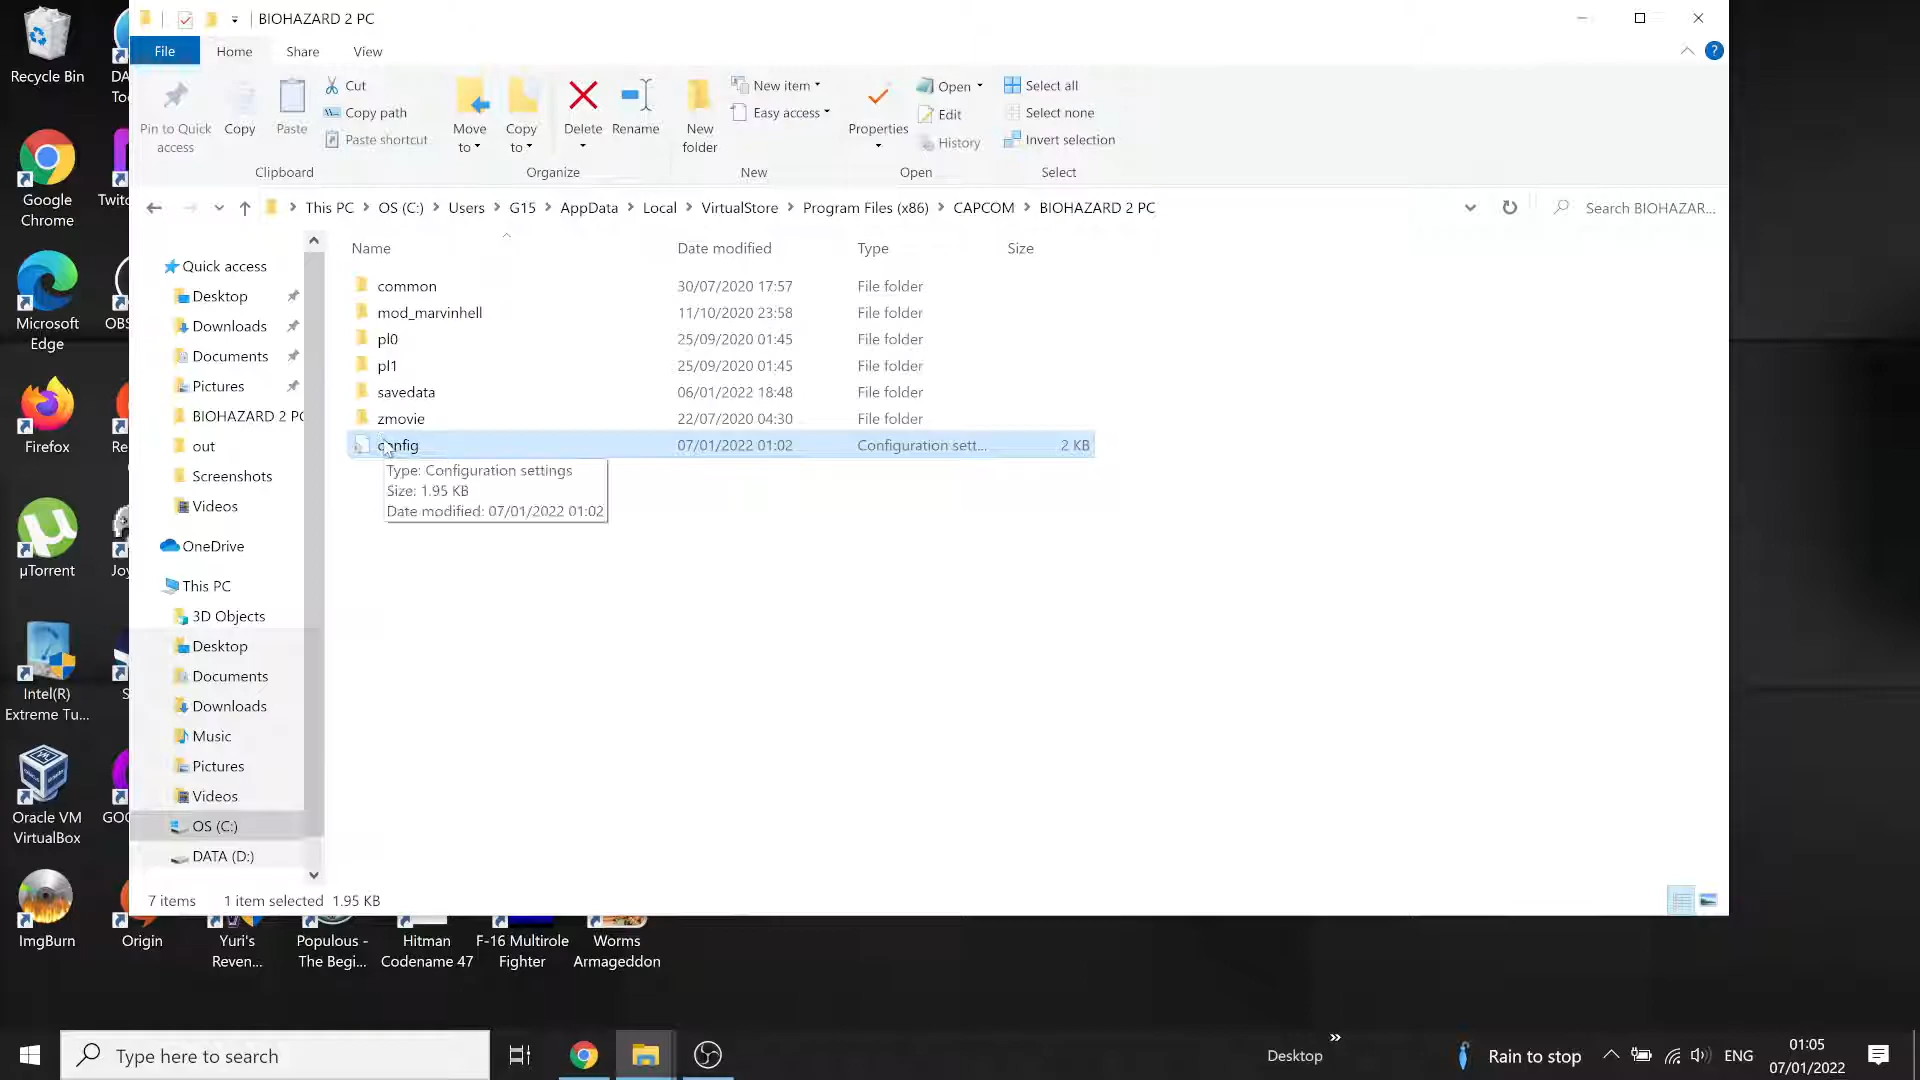 BIOHAZARD 2 PC
File
Home
Share
View
Pin to Quick
access
Copy
Paste
Cut
Copy path
Paste shortcut
Clipboard
Move
to
Copy
to
Delete
Rename
Organize
New
folder
New item
Easy access
New
Properties
Open
Edit
History
Open
Select all
Select none
Invert selection
Select
This PC
OS (C:)
Users
G15
AppData
Local
VirtualStore
Program Files (x86)
CAPCOM
BIOHAZARD 2 PC
Search BIOHAZAR...
Name
Date modified
Type
Size
common 30/07/2020 17:57 File folder
mod_marvinhell 11/10/2020 23:58 File folder
pl0 25/09/2020 01:45 File folder
pl1 25/09/2020 01:45 File folder
savedata 06/01/2022 18:48 File folder
zmovie 22/07/2020 04:30 File folder
config 07/01/2022 01:02 Configuration sett... 2 KB
Type: Configuration settings
Size: 1.95 KB
Date modified: 07/01/2022 01:02
Quick access
Desktop
Downloads
Documents
Pictures
BIOHAZARD 2 PC
out
Screenshots
Videos
OneDrive
This PC
3D Objects
Desktop
Documents
Downloads
Music
Pictures
Videos
OS (C:)
DATA (D:)
7 items
1 item selected 1.95 KB
Recycle Bin
Google
Chrome
Microsoft
Edge
Firefox
µTorrent
Intel(R)
Extreme Tu...
Oracle VM
VirtualBox
ImgBurn
DA
Too
Twitc
OBS
Re
Joy
S
GOG
Origin
Yuri's
Reven...
Populous -
The Begi...
Hitman
Codename 47
F-16 Multirole
Fighter
Worms
Armageddon
Type here to search
Desktop
Rain to stop
ENG
01:05
07/01/2022